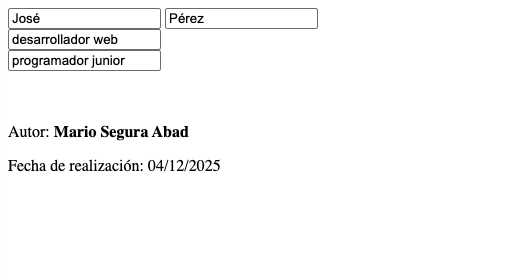 José Pérez
desarrollador web
programador junior
Autor: Mario Segura Abad
Fecha de realización: 04/12/2025